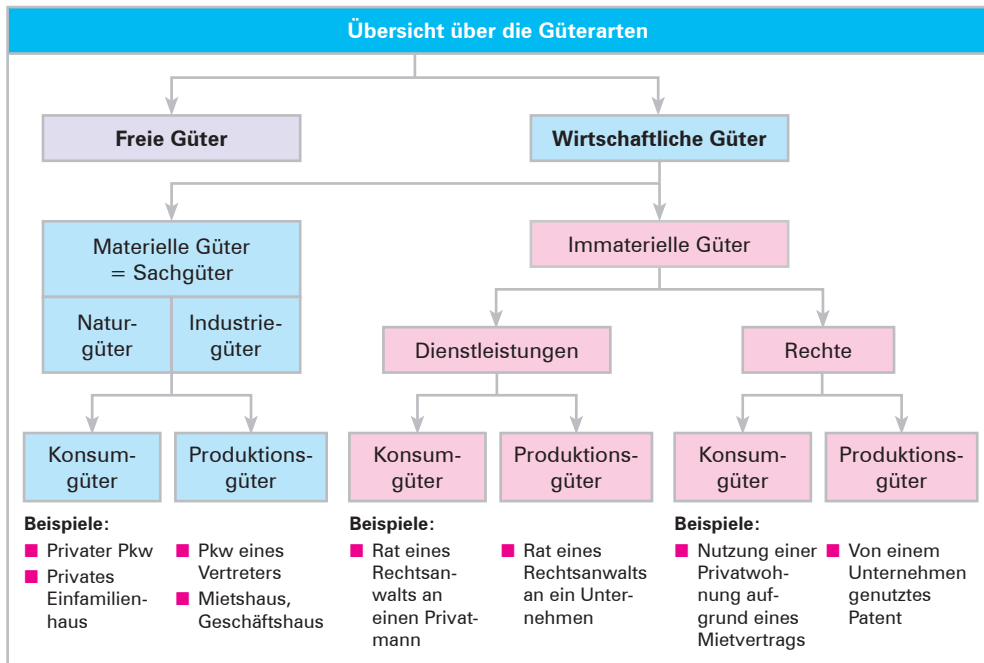 Übersicht über die Güterarten
Freie Güter
Wirtschaftliche Güter
Materielle Güter
= Sachgüter
Immaterielle Güter
Natur-
güter
Industrie-
güter
Dienstleistungen
Rechte
Konsum-
güter
Produktions-
güter
Konsum-
güter
Produktions-
güter
Konsum-
güter
Produktions-
güter
Beispiele:
Privater Pkw
Privates
Einfamilien-
haus
Pkw eines
Vertreters
Mietshaus,
Geschäftshaus
Beispiele:
Rat eines
Rechtsan-
walts an
einen Privat-
mann
Rat eines
Rechtsanwalts
an ein Unter-
nehmen
Beispiele:
Nutzung einer
Privatwoh-
nung auf-
grund eines
Mietvertrags
Von einem
Unternehmen
genutztes
Patent